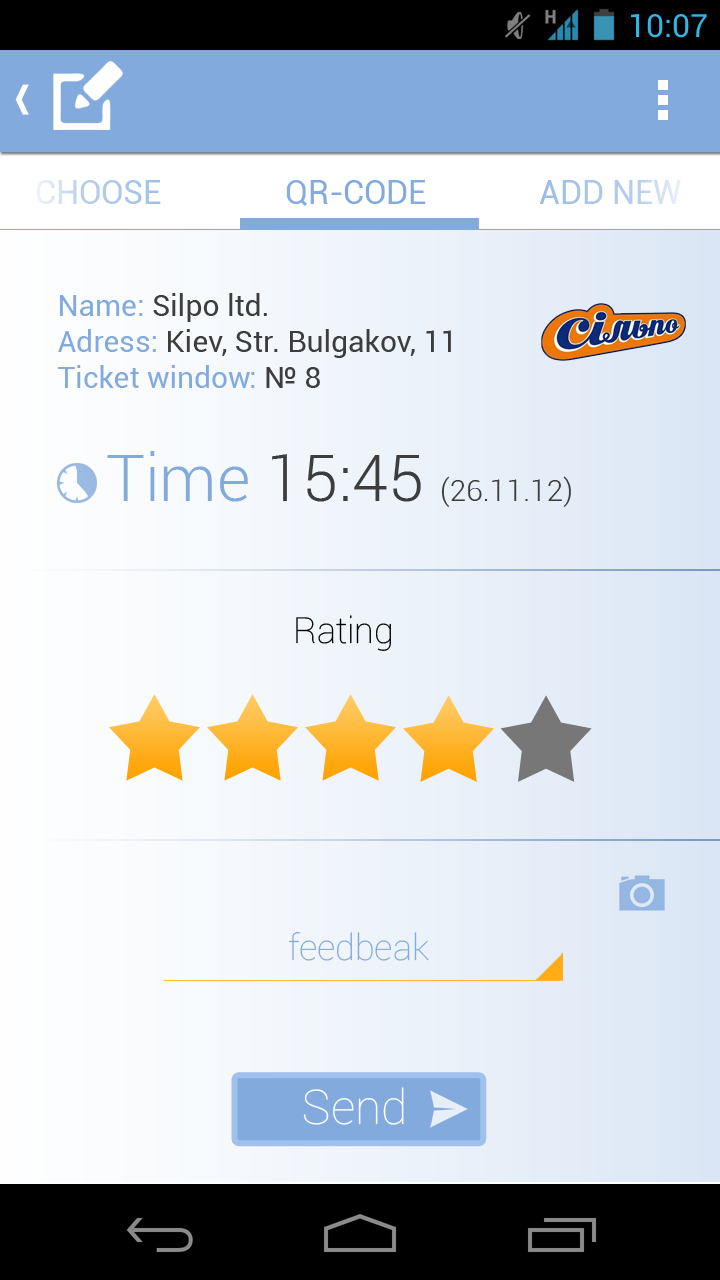 H 10:07
CHOOSE QR-CODE ADD NEW
Name: Silpo ltd.
Adress: Kiev, Str. Bulgakov, 11
Ticket window: № 8
Сільпо
Time 15:45 (26.11.12)
Rating
feedbeak
Send